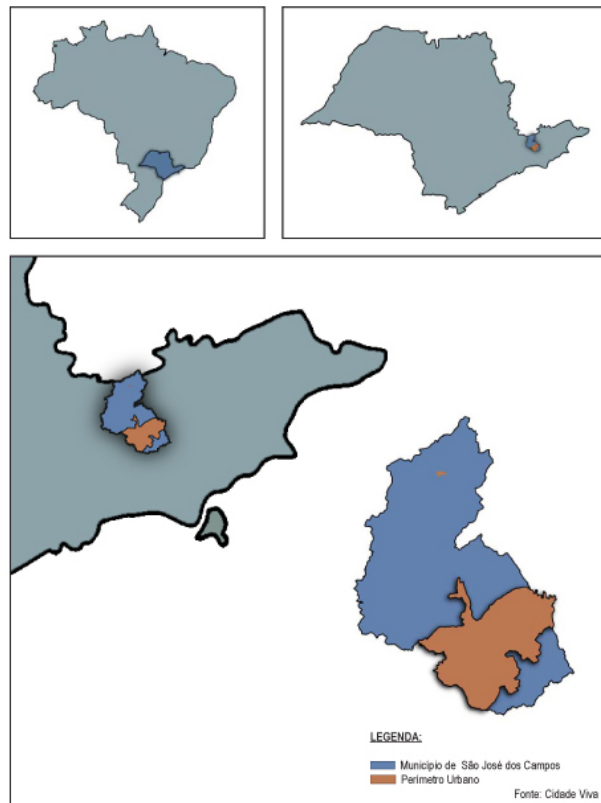 LEGENDA:
Município de São José dos Campos
Perímetro Urbano
Fonte: Cidade Viva